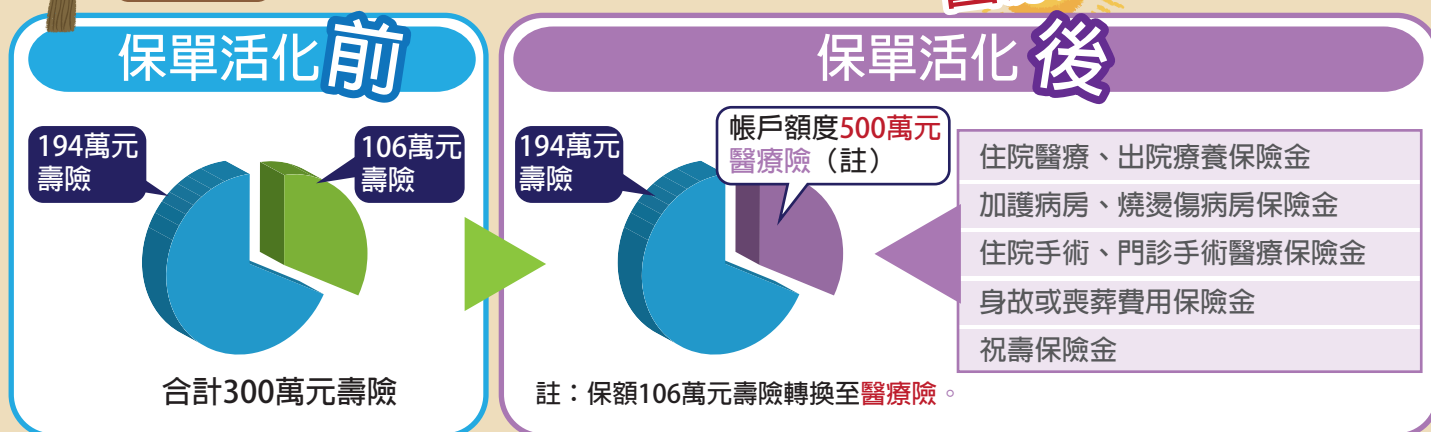 保單活化前
194萬元
壽險
106萬元
壽險
合計300萬元壽險
保單活化後
194萬元
壽險
帳戶額度500萬元
醫療險（註）
住院醫療、出院療養保險金
加護病房、燒燙傷病房保險金
住院手術、門診手術醫療保險金
身故或喪葬費用保險金
祝壽保險金
註：保額106萬元壽險轉換至醫療險。